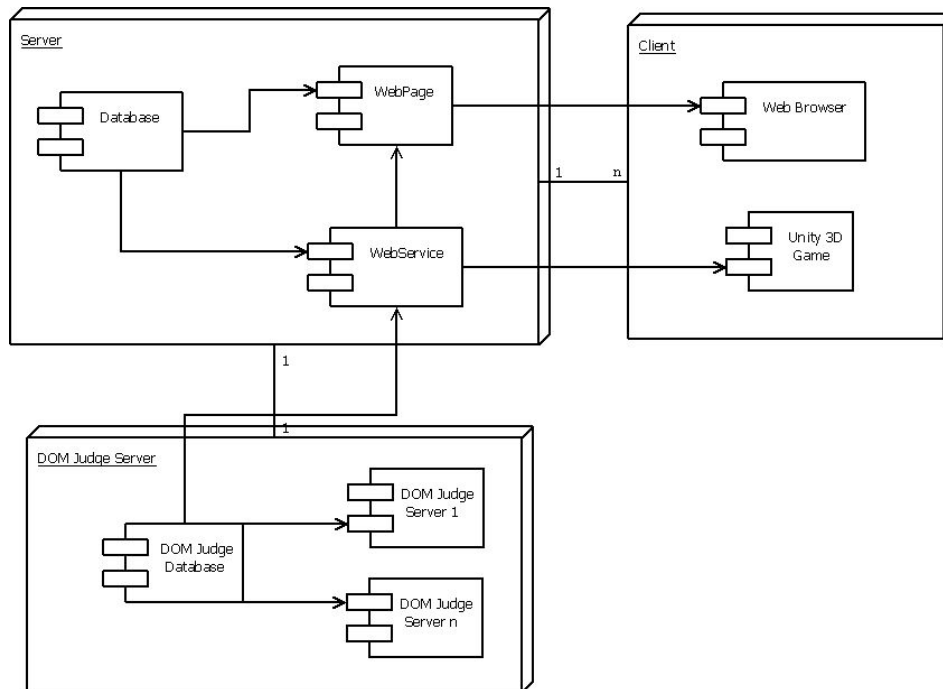 Server
Client
WebPage
Database
Web Browser
1
n
WebService
Unity 3D
Game
1
1
DOM Judge Server
DOM Judge
Server 1
DOM Judge
Database
DOM Judge
Server n